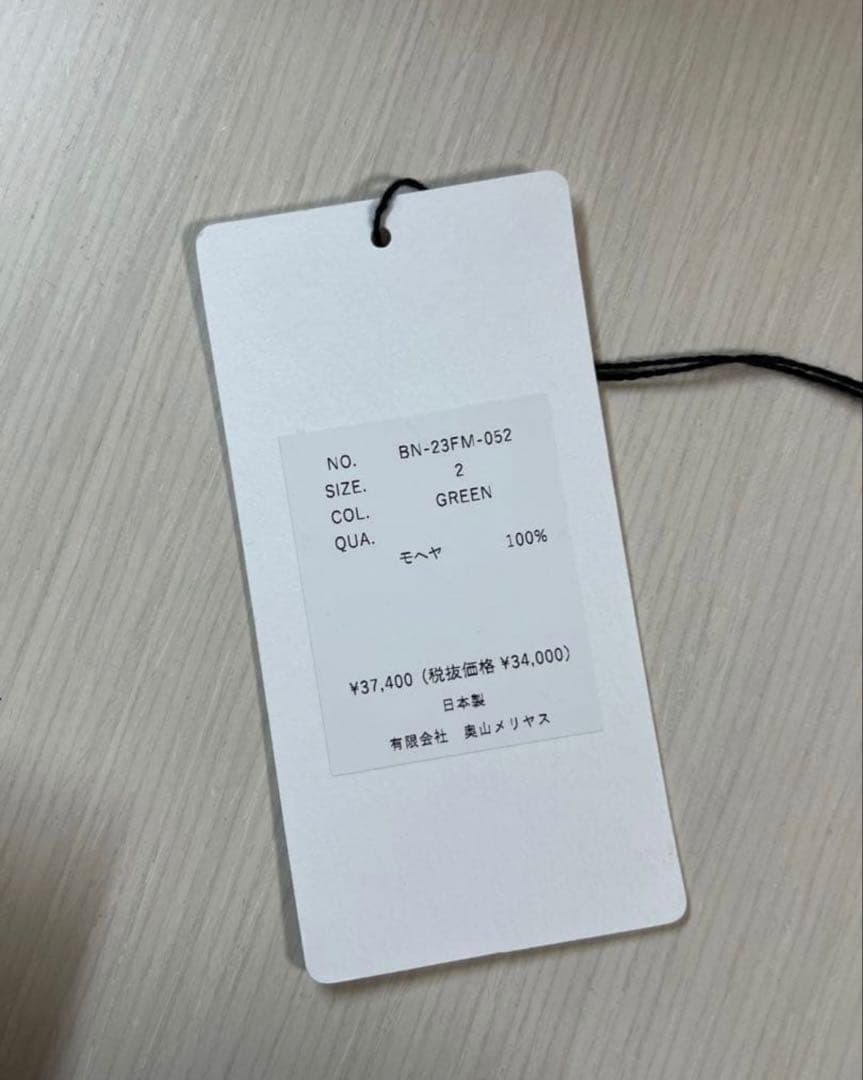 NO. BN-23FM-052
SIZE. 2
COL. GREEN
QUA.
モヘヤ 100%
¥37,400（税抜価格 ¥34,000）
日本製
有限会社 奥山メリヤス